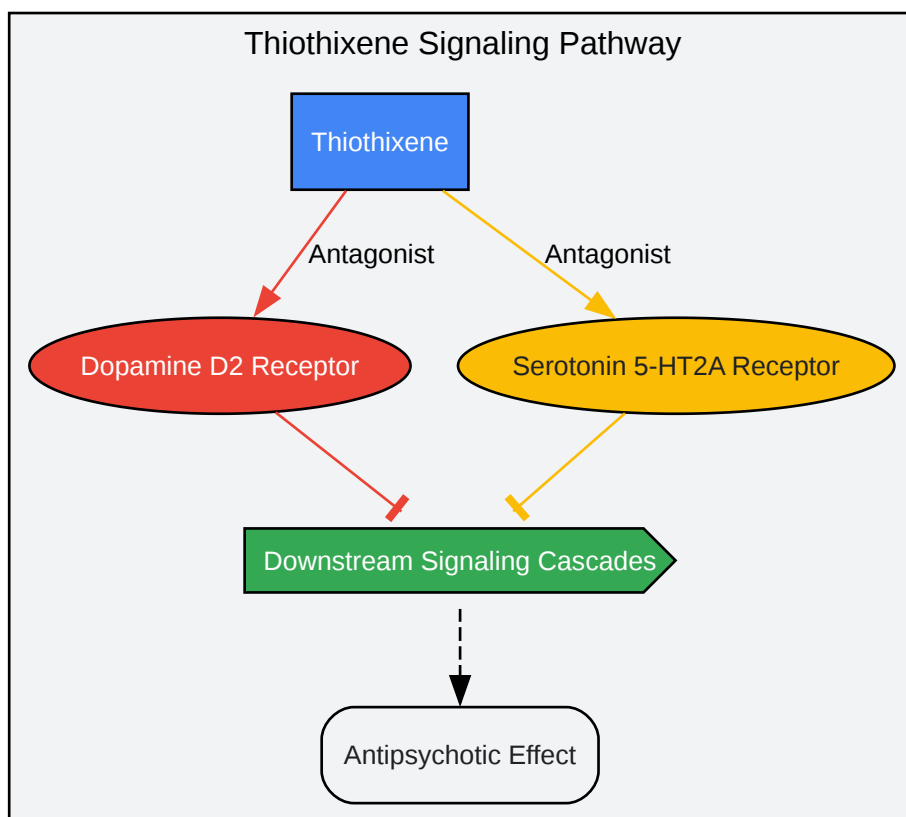 Thiothixene Signaling Pathway
Thiothixene
Antagonist
Antagonist
Dopamine D2 Receptor
Serotonin 5-HT2A Receptor
Downstream Signaling Cascades
Antipsychotic Effect